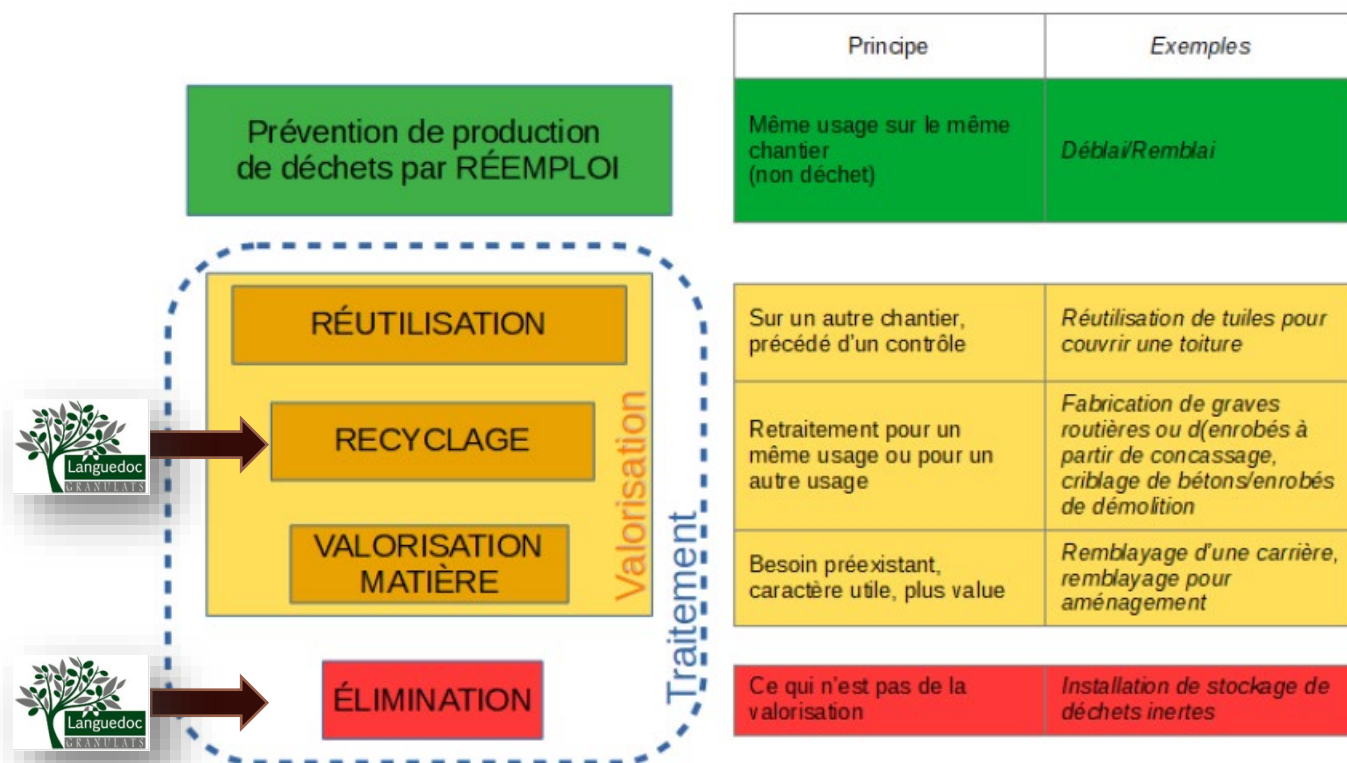 Prévention de production
de déchets par RÉEMPLOI
RÉUTILISATION
RECYCLAGE
VALORISATION
MATIÈRE
Valorisation
Traitement
ÉLIMINATION
Languedoc
GRANULATS
Languedoc
GRANULATS
Principe
Exemples
Même usage sur le même
chantier
(non déchet)
Déblai/Remblai
Sur un autre chantier,
précédé d'un contrôle
Réutilisation de tuiles pour
couvrir une toiture
Retraitement pour un
même usage ou pour un
autre usage
Fabrication de graves
routières ou d(enrobés à
partir de concassage,
criblage de bétons/enrobés
de démolition
Besoin préexistant,
caractère utile, plus value
Remblayage d'une carrière,
remblayage pour
aménagement
Ce qui n'est pas de la
valorisation
Installation de stockage de
déchets inertes